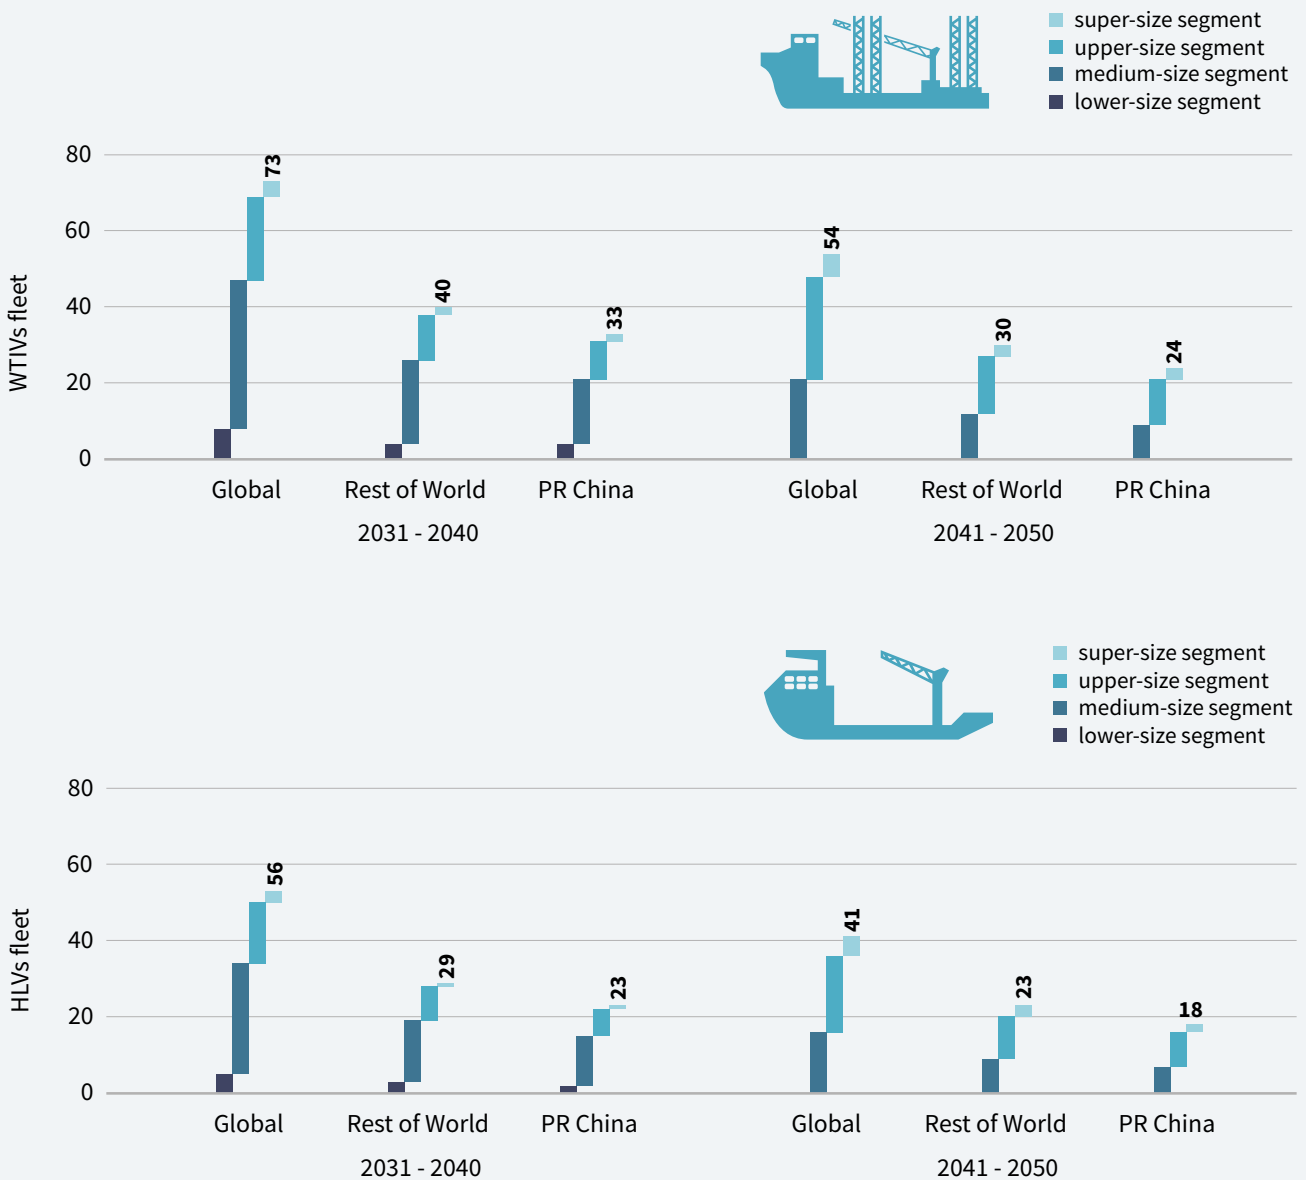 super-size segment
upper-size segment
medium-size segment
lower-size segment
WTIVs fleet
80
60
40
20
0
73
40
33
54
30
24
Global
Rest of World
PR China
Global
Rest of World
PR China
2031 - 2040
2041 - 2050
super-size segment
upper-size segment
medium-size segment
lower-size segment
HLVs fleet
80
60
40
20
0
56
29
23
41
23
18
Global
Rest of World
PR China
Global
Rest of World
PR China
2031 - 2040
2041 - 2050